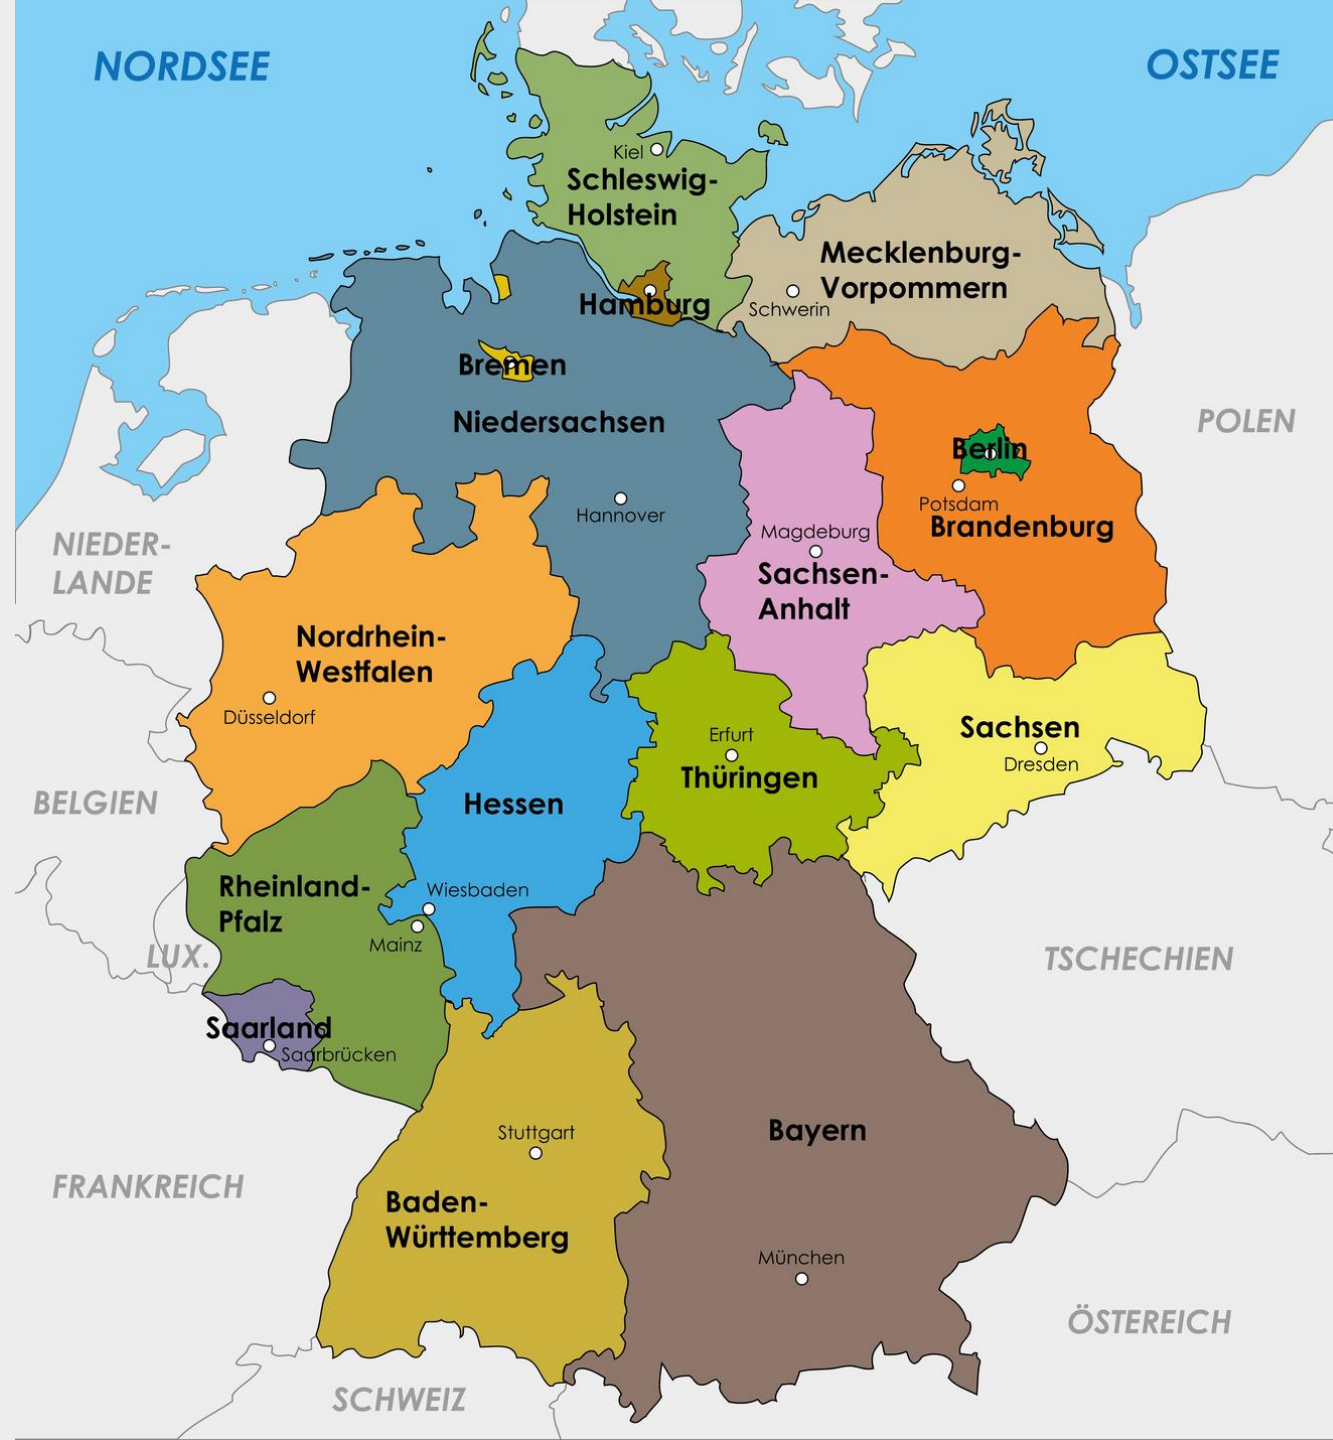 NORDSEE
OSTSEE
Kiel
Schleswig-
Holstein
Mecklenburg-
Vorpommern
Schwerin
Hamburg
Bremen
Niedersachsen
Hannover
POLEN
Berlin
Potsdam
Brandenburg
Magdeburg
Sachsen-
Anhalt
NIEDER-
LANDE
Nordrhein-
Westfalen
Düsseldorf
Sachsen
Dresden
Erfurt
Thüringen
BELGIEN
Hessen
Rheinland-
Pfalz
Wiesbaden
Mainz
LUX.
TSCHECHIEN
Saarland
Saarbrücken
Bayern
Stuttgart
FRANKREICH
Baden-
Württemberg
München
ÖSTEREICH
SCHWEIZ